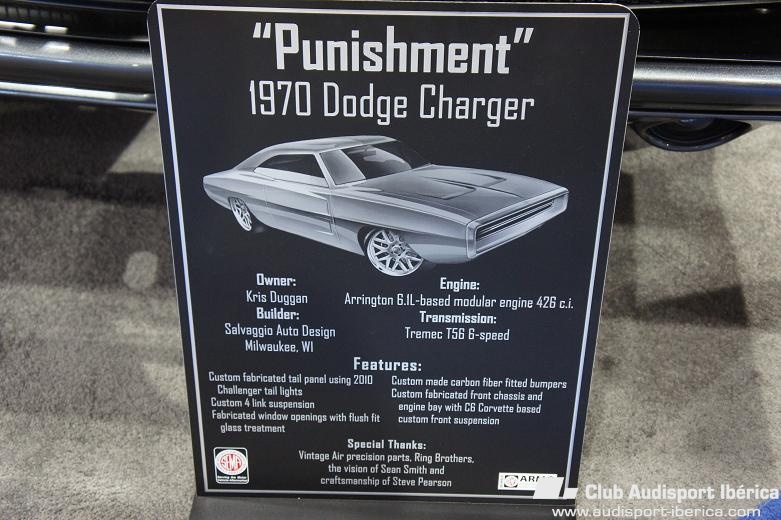 “Punishment”
1970 Dodge Charger
Owner:
Kris Duggan
Builder:
Salvaggio Auto Design
Milwaukee, WI
Engine:
Arrington 6.1L-based modular engine 426 c.i.
Transmission:
Tremec T56 6-speed
Features:
Custom fabricated tail panel using 2010
Challenger tail lights
Custom 4 link suspension
Fabricated window openings with flush fit
glass treatment
Custom made carbon fiber fitted bumpers
Custom fabricated front chassis and
engine bay with C6 Corvette based
custom front suspension
Special Thanks:
Vintage Air precision parts, Ring Brothers,
the vision of Sean Smith and
craftsmanship of Steve Pearson
SEMA
Club Audisport Ibérica
www.audisport-iberica.com